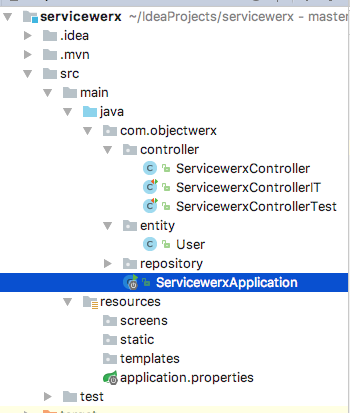 servicewerx ~/IdeaProjects/servicewerx - master
.idea
.mvn
src
main
java
com.objectwerx
controller
ServicewerxController
ServicewerxControllerIT
ServicewerxControllerTest
entity
User
repository
ServicewerxApplication
resources
screens
static
templates
application.properties
test